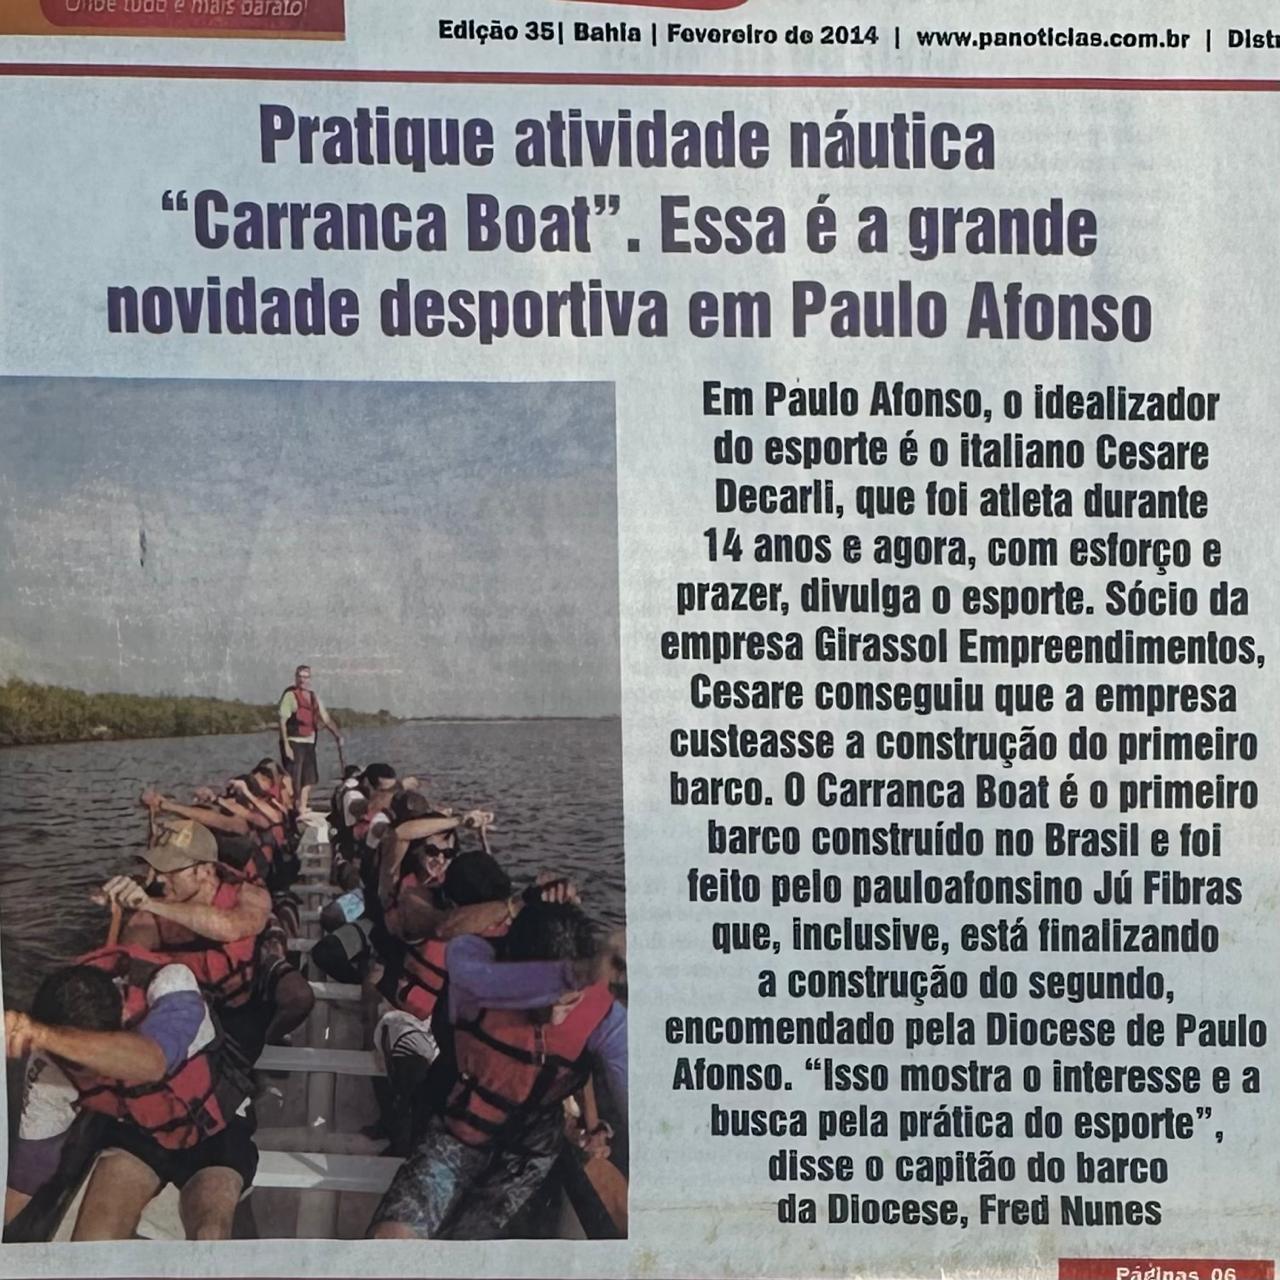 Onde tudo é mais barato!
Edição 35| Bahia | Fevereiro de 2014 | www.panoticias.com.br | Distr
Pratique atividade náutica
“Carranca Boat”. Essa é a grande
novidade desportiva em Paulo Afonso
Em Paulo Afonso, o idealizador
do esporte é o italiano Cesare
Decarli, que foi atleta durante
14 anos e agora, com esforço e
prazer, divulga o esporte. Sócio da
empresa Girassol Empreendimentos,
Cesare conseguiu que a empresa
custeasse a construção do primeiro
barco. O Carranca Boat é o primeiro
barco construído no Brasil e foi
feito pelo pauloafonsino Jú Fibras
que, inclusive, está finalizando
a construção do segundo,
encomendado pela Diocese de Paulo
Afonso. “Isso mostra o interesse e a
busca pela prática do esporte”,
disse o capitão do barco
da Diocese, Fred Nunes
Páginas 06